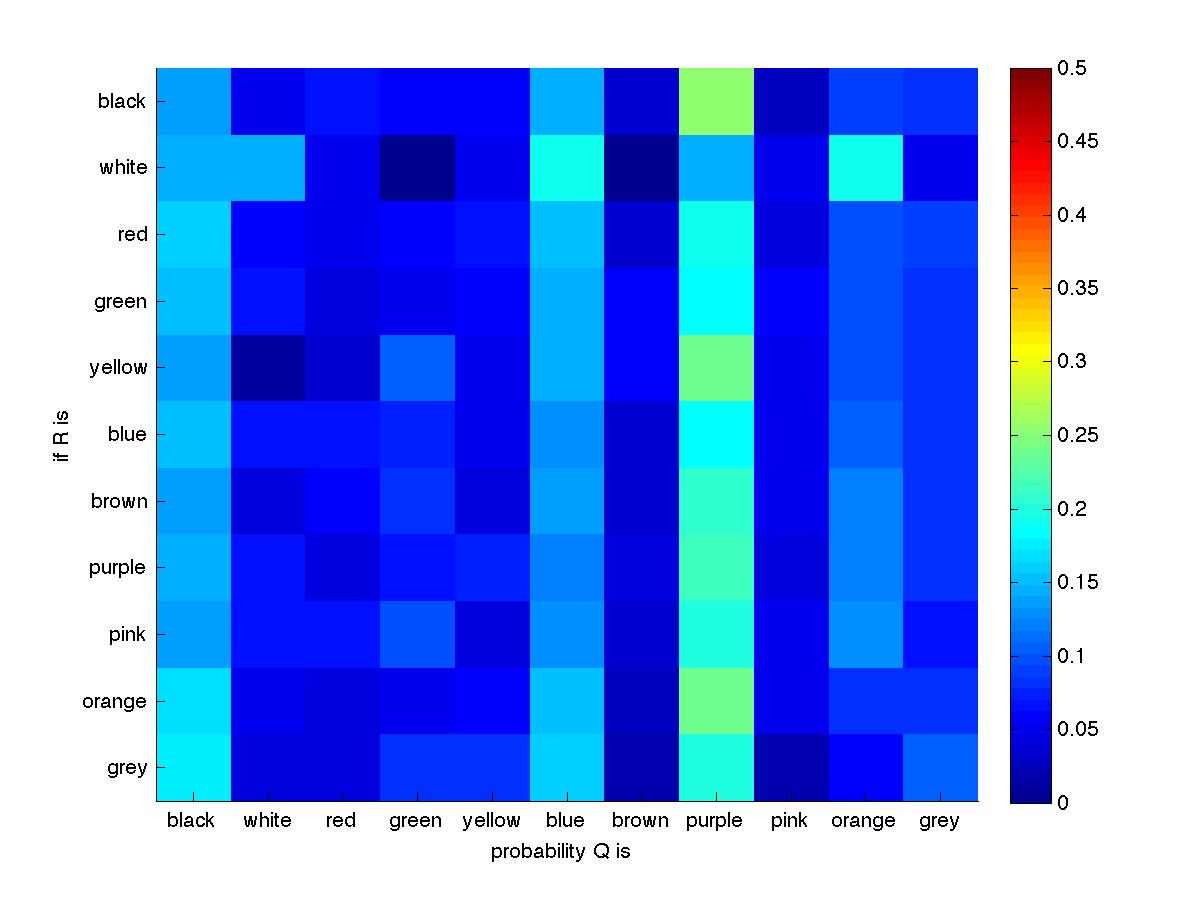 black
white
red
green
yellow
blue
brown
purple
pink
orange
grey
if R is
black white red green yellow blue brown purple pink orange grey
probability Q is
0.5
0.45
0.4
0.35
0.3
0.25
0.2
0.15
0.1
0.05
0